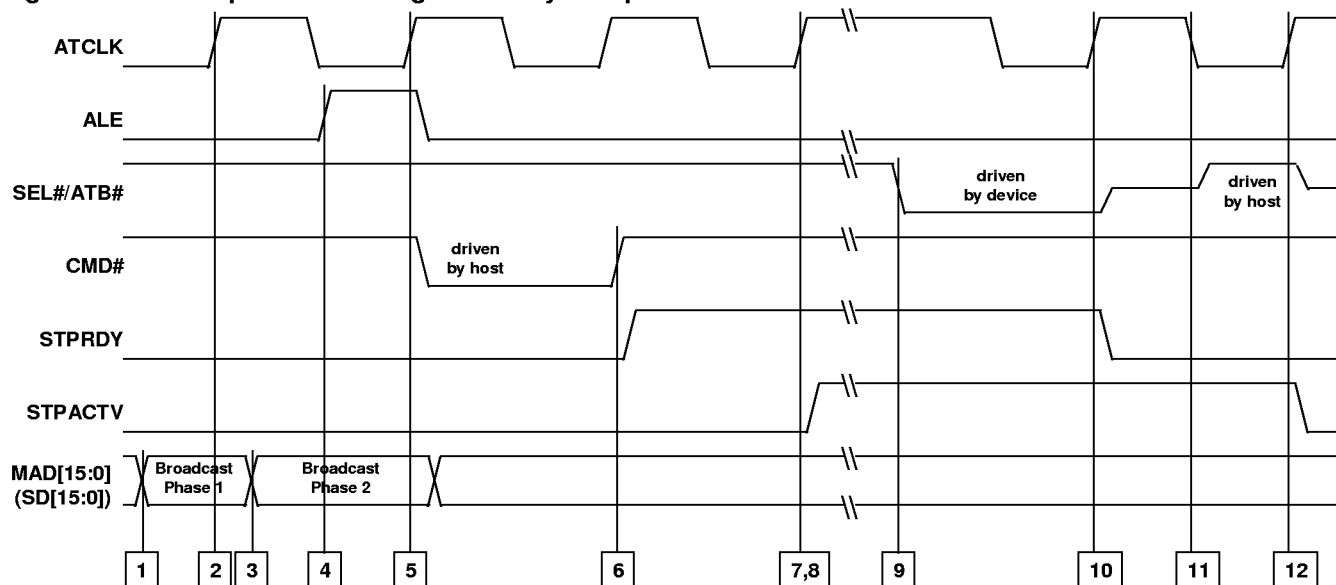 ATCLK
ALE
SEL#/ATB#
driven
by device
driven
by host
CMD#
driven
by host
STPRDY
STPACTV
MAD[15:0]
(SD[15:0])
Broadcast
Phase 1
Broadcast
Phase 2
1
2
3
4
5
6
7,8
9
10
11
12